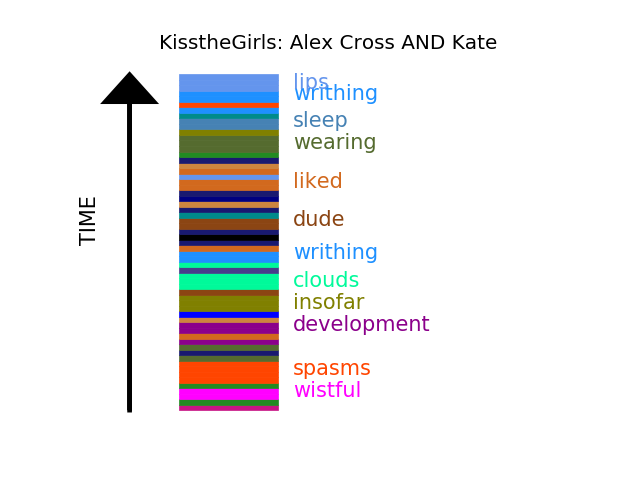 KisstheGirls: Alex Cross AND Kate
lips
writhing
sleep
wearing
liked
TIME
dude
writhing
clouds
insofar
development
spasms
wistful